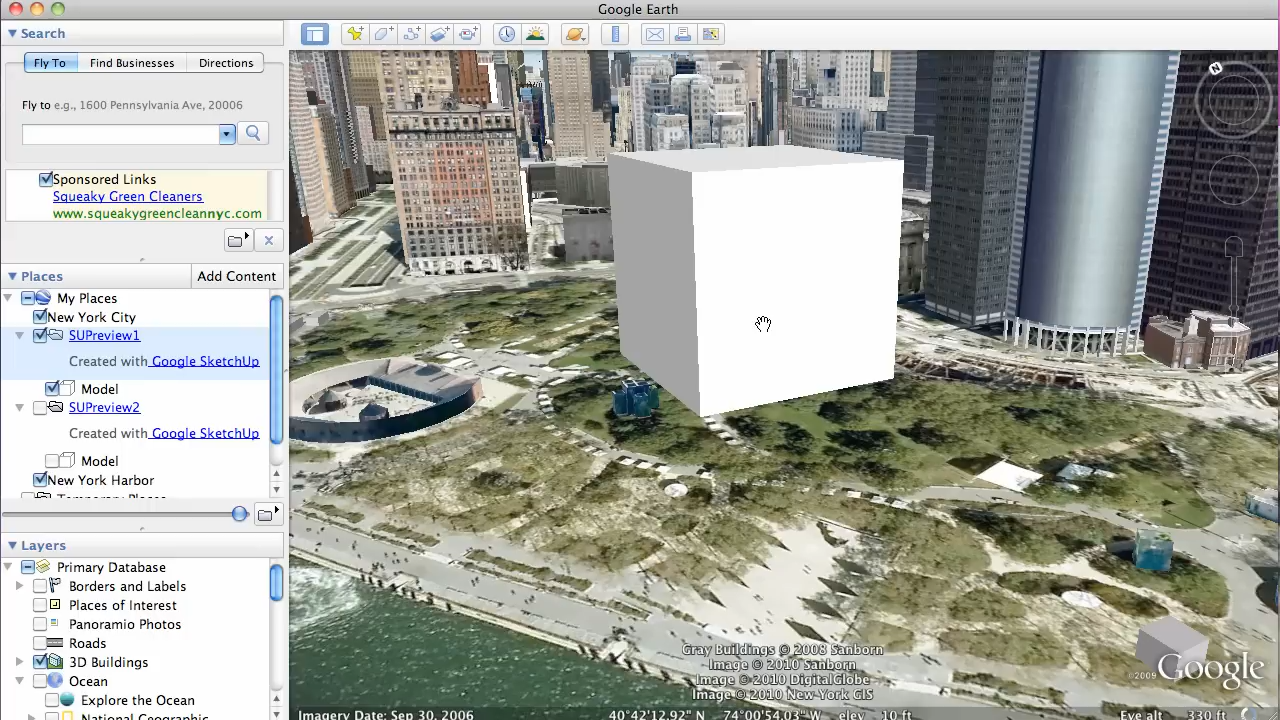 Google Earth
Search
Fly To
Find Businesses
Directions
Fly to e.g., 1600 Pennsylvania Ave, 20006
Sponsored Links
Squeaky Green Cleaners
www.squeakygreencleannyc.com
Places
Add Content
My Places
New York City
SUPreview1
Created with Google SketchUp
Model
SUPreview2
Created with Google SketchUp
Model
New York Harbor
Temporary Places
Layers
Primary Database
Borders and Labels
Places of Interest
Panoramio Photos
Roads
3D Buildings
Ocean
Explore the Ocean
National Geographic
N
Gray Buildings © 2008 Sanborn
Image © 2010 Sanborn
Image © 2010 DigitalGlobe
Image © 2010 New York GIS
©2009 Google
Imagery Date: Sep 30, 2006
40°42'12.92" N 74°00'54.03" W elev 10 ft
Eye alt 330 ft